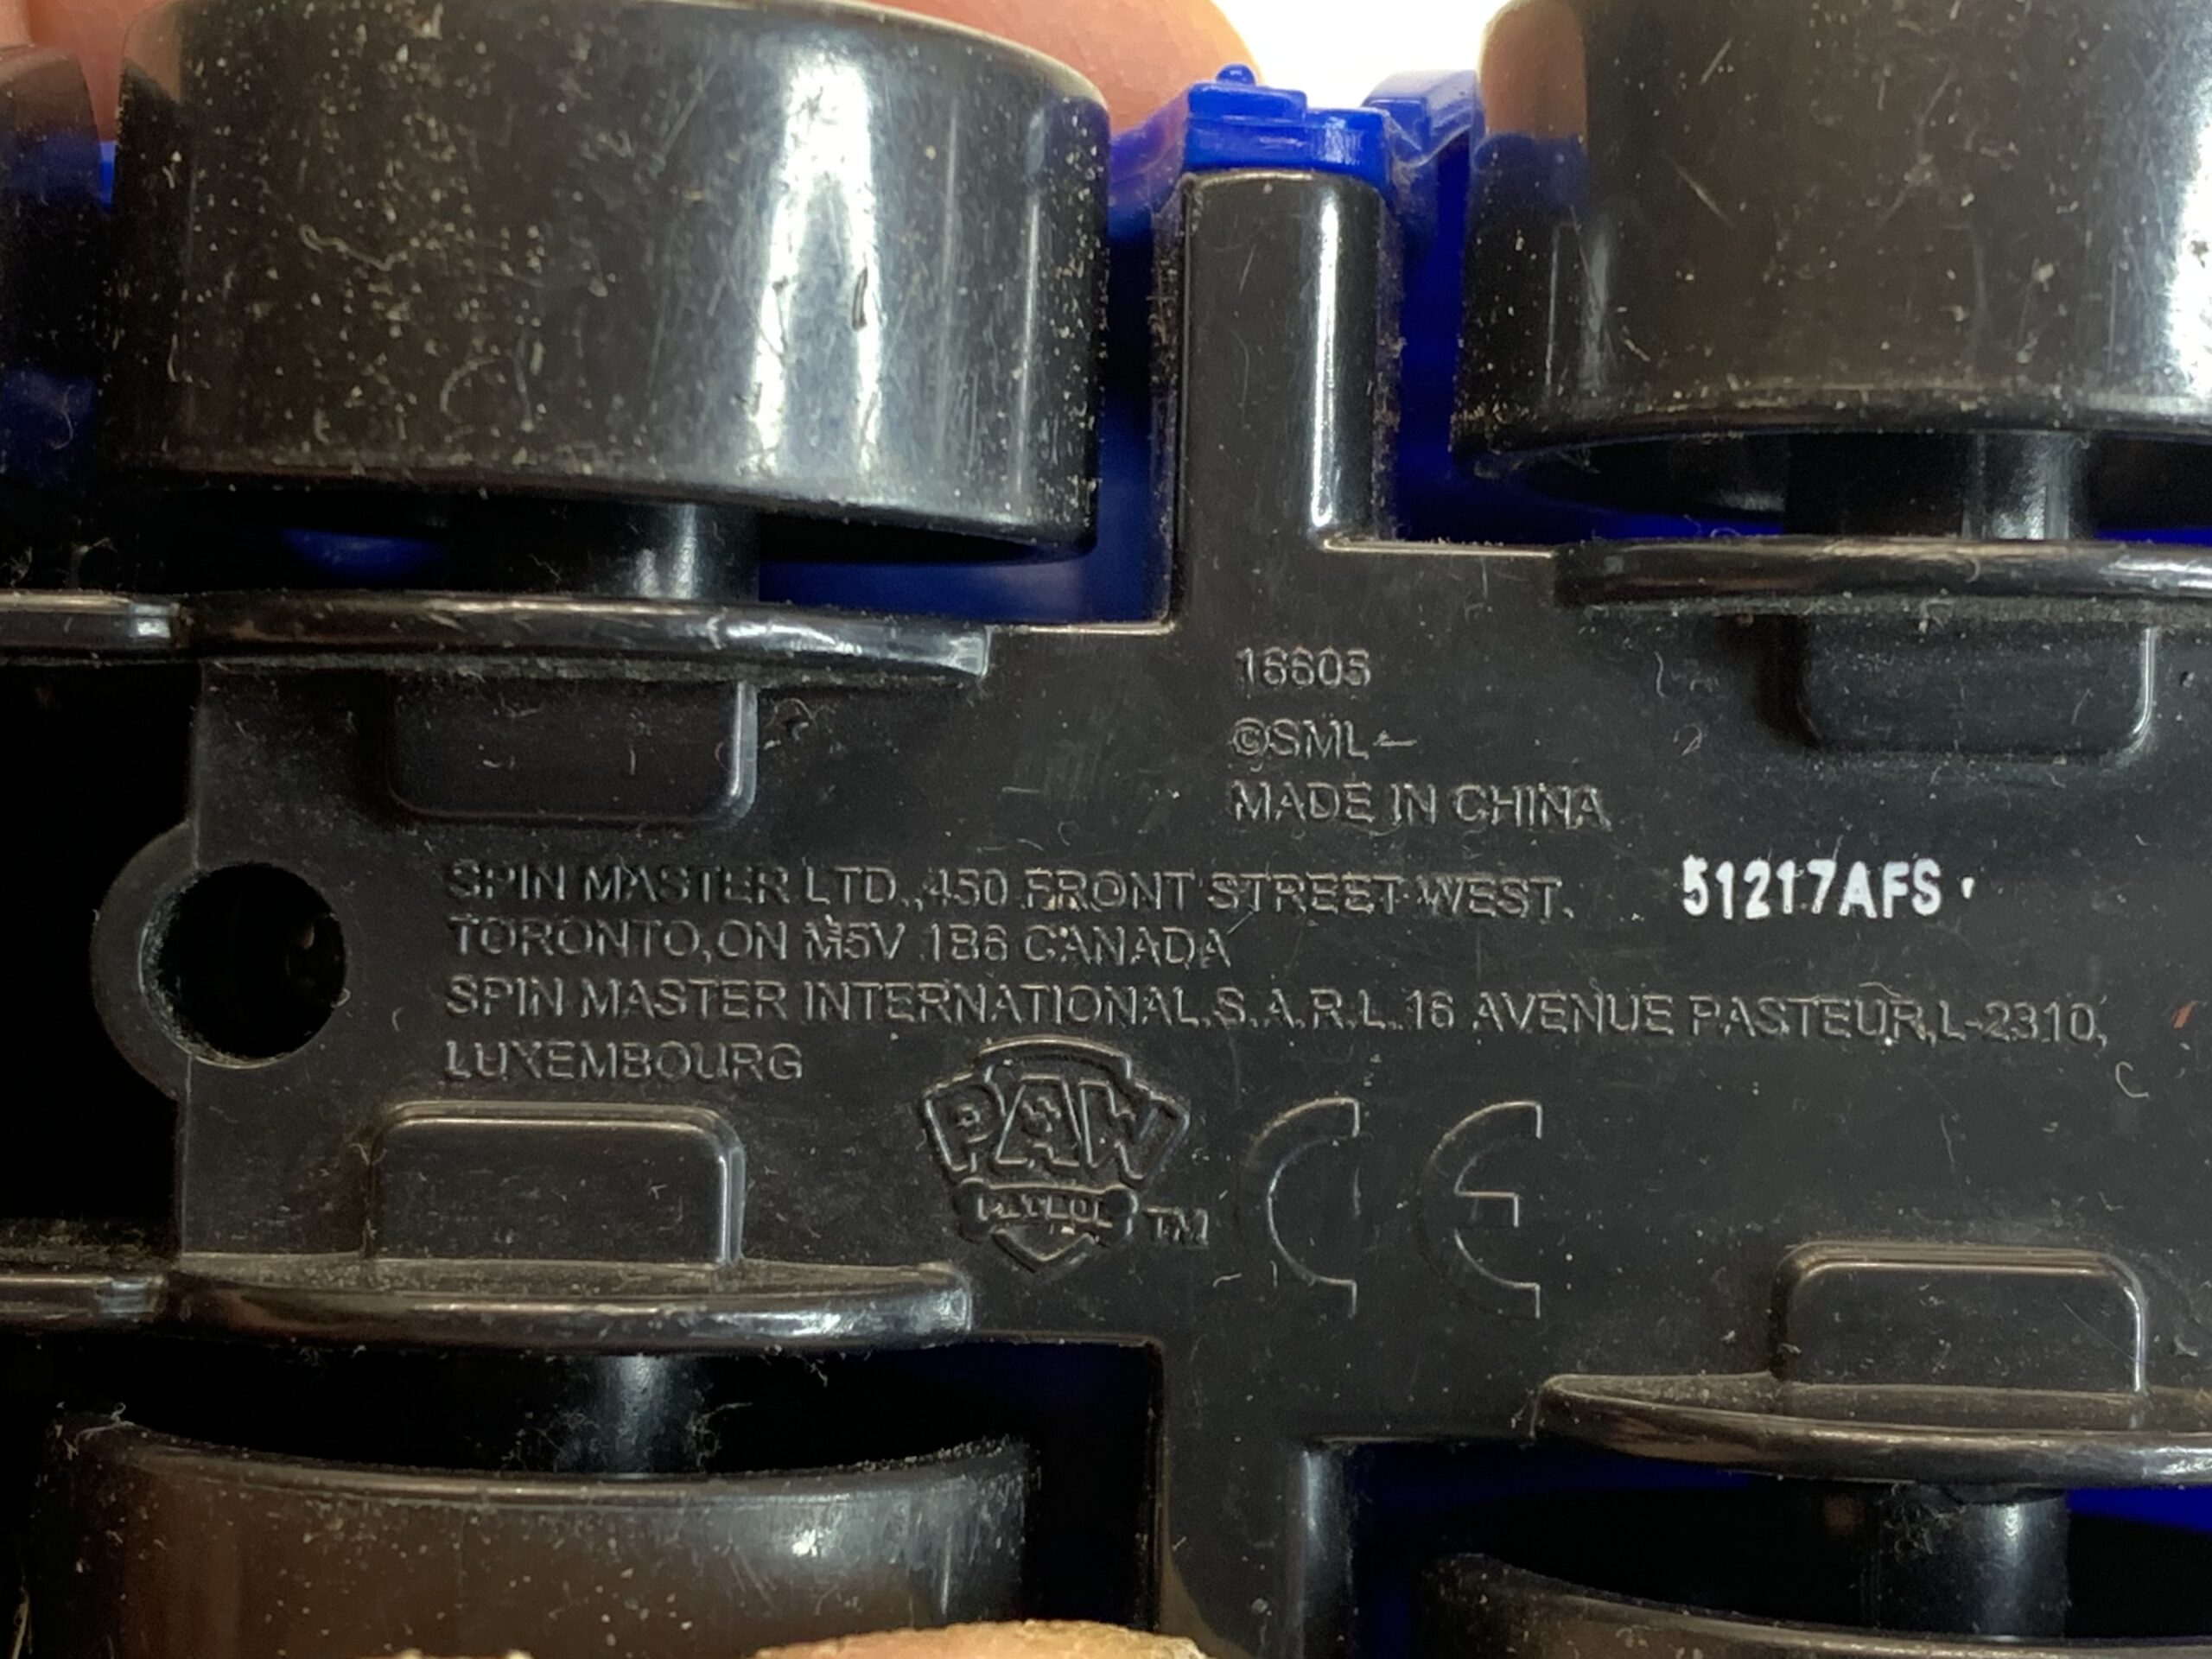 16605
©SML
MADE IN CHINA
SPIN MASTER LTD.,450 FRONT STREET WEST,
51217AFS
TORONTO,ON M5V 1B6 CANADA
SPIN MASTER INTERNATIONAL,S.A.R.L.16 AVENUE PASTEUR,L-2310,
LUXEMBOURG
PAW
PATROL TM
CE